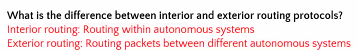 What is the difference between interior and exterior routing protocols?
Interior routing: Routing within autonomous systems
Exterior routing: Routing packets between different autonomous systems